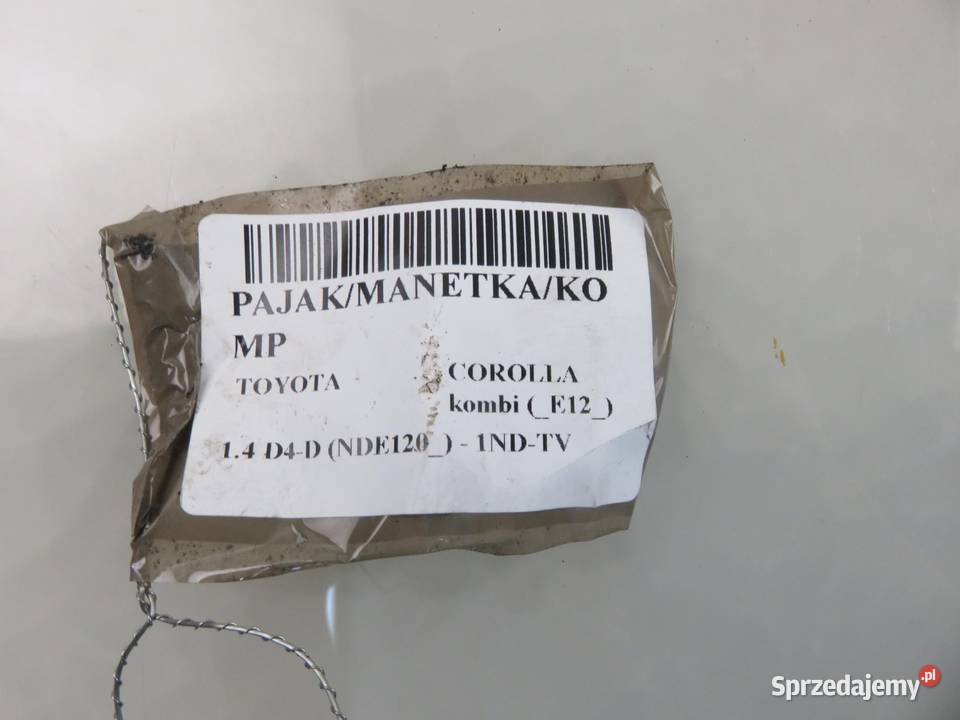 PAJAK/MANETKA/KO
MP
TOYOTA
COROLLA
kombi (_E12_)
1.4 D4-D (NDE120_) - 1ND-TV
Sprzedajemy.pl